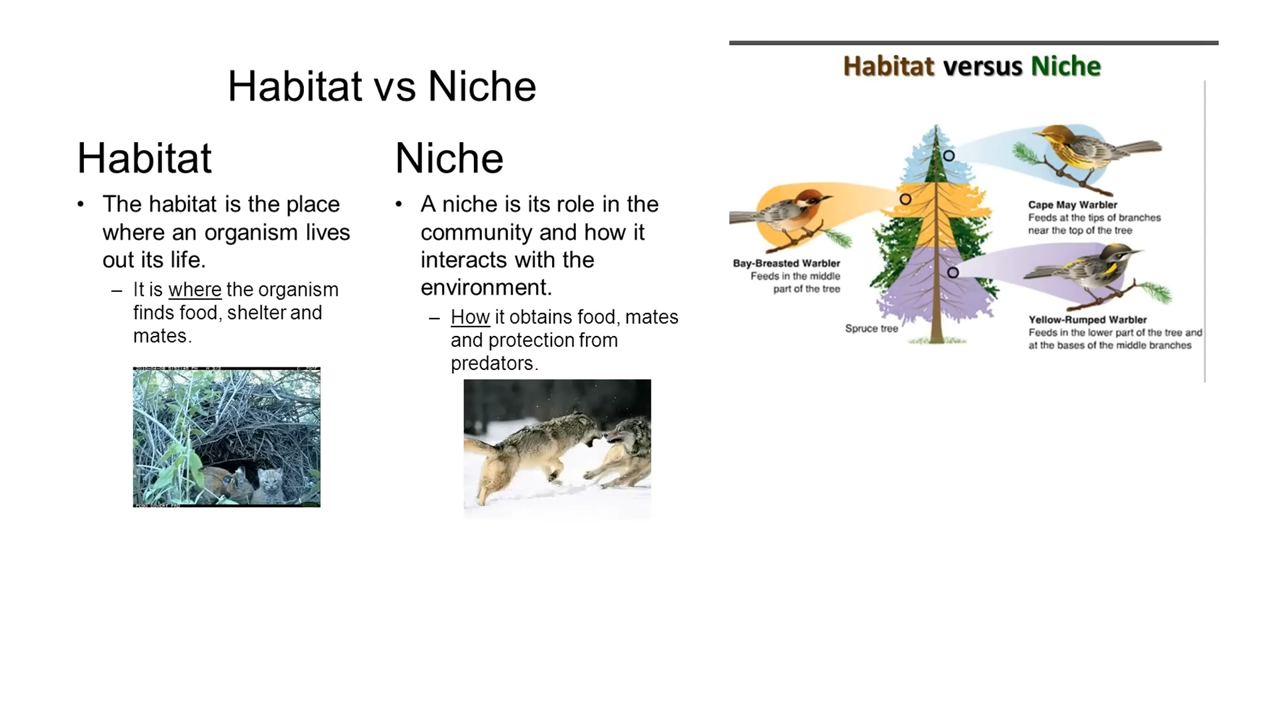 Habitat vs Niche
Habitat
• The habitat is the place
where an organism lives
out its life.
– It is where the organism
finds food, shelter and
mates.
Niche
• A niche is its role in the
community and how it
interacts with the
environment.
– How it obtains food, mates
and protection from
predators.
Habitat versus Niche
Cape May Warbler
Feeds at the tips of branches
near the top of the tree
Bay-Breasted Warbler
Feeds in the middle
part of the tree
Yellow-Rumped Warbler
Feeds in the lower part of the tree and
at the bases of the middle branches
Spruce tree